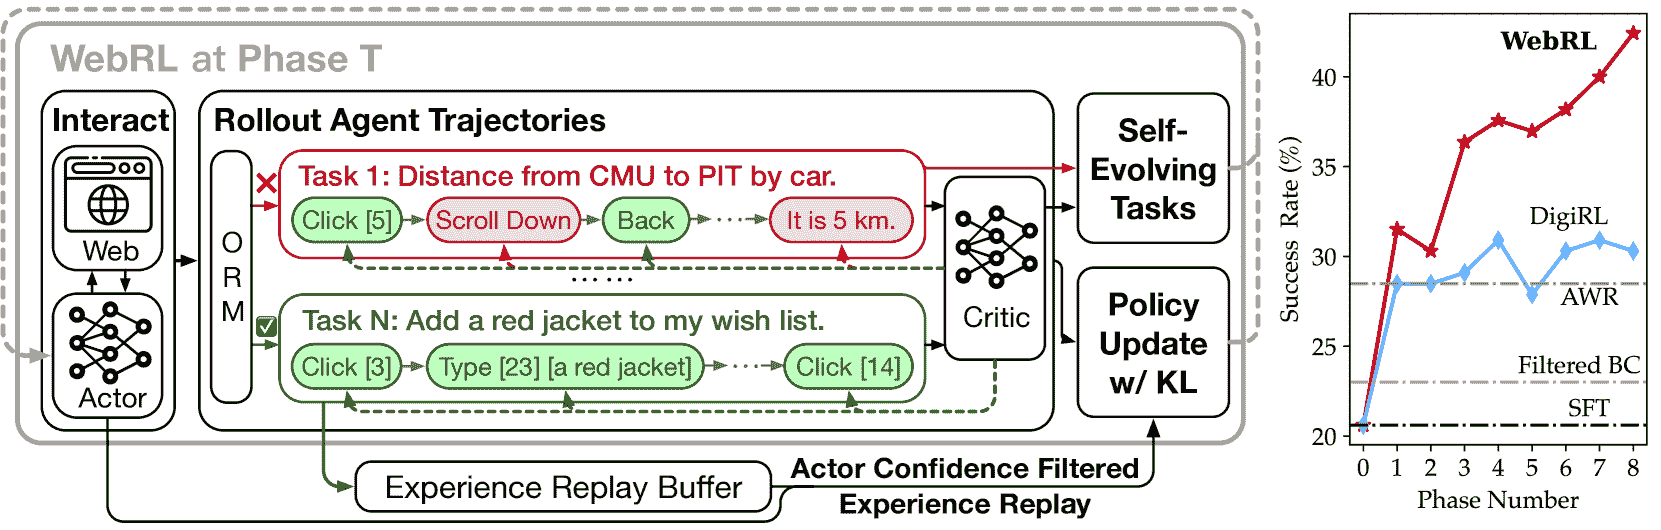 WebRL at Phase T
Interact
Web
Actor
Rollout Agent Trajectories
O
R
M
Task 1: Distance from CMU to PIT by car.
Click [5]
Scroll Down
Back
It is 5 km.
Task N: Add a red jacket to my wish list.
Click [3]
Type [23] [a red jacket]
Click [14]
Critic
Self-
Evolving
Tasks
Policy
Update
w/ KL
Experience Replay Buffer
Actor Confidence Filtered
Experience Replay
Success Rate (%)
40
35
30
25
20
WebRL
DigiRL
AWR
Filtered BC
SFT
0 1 2 3 4 5 6 7 8
Phase Number